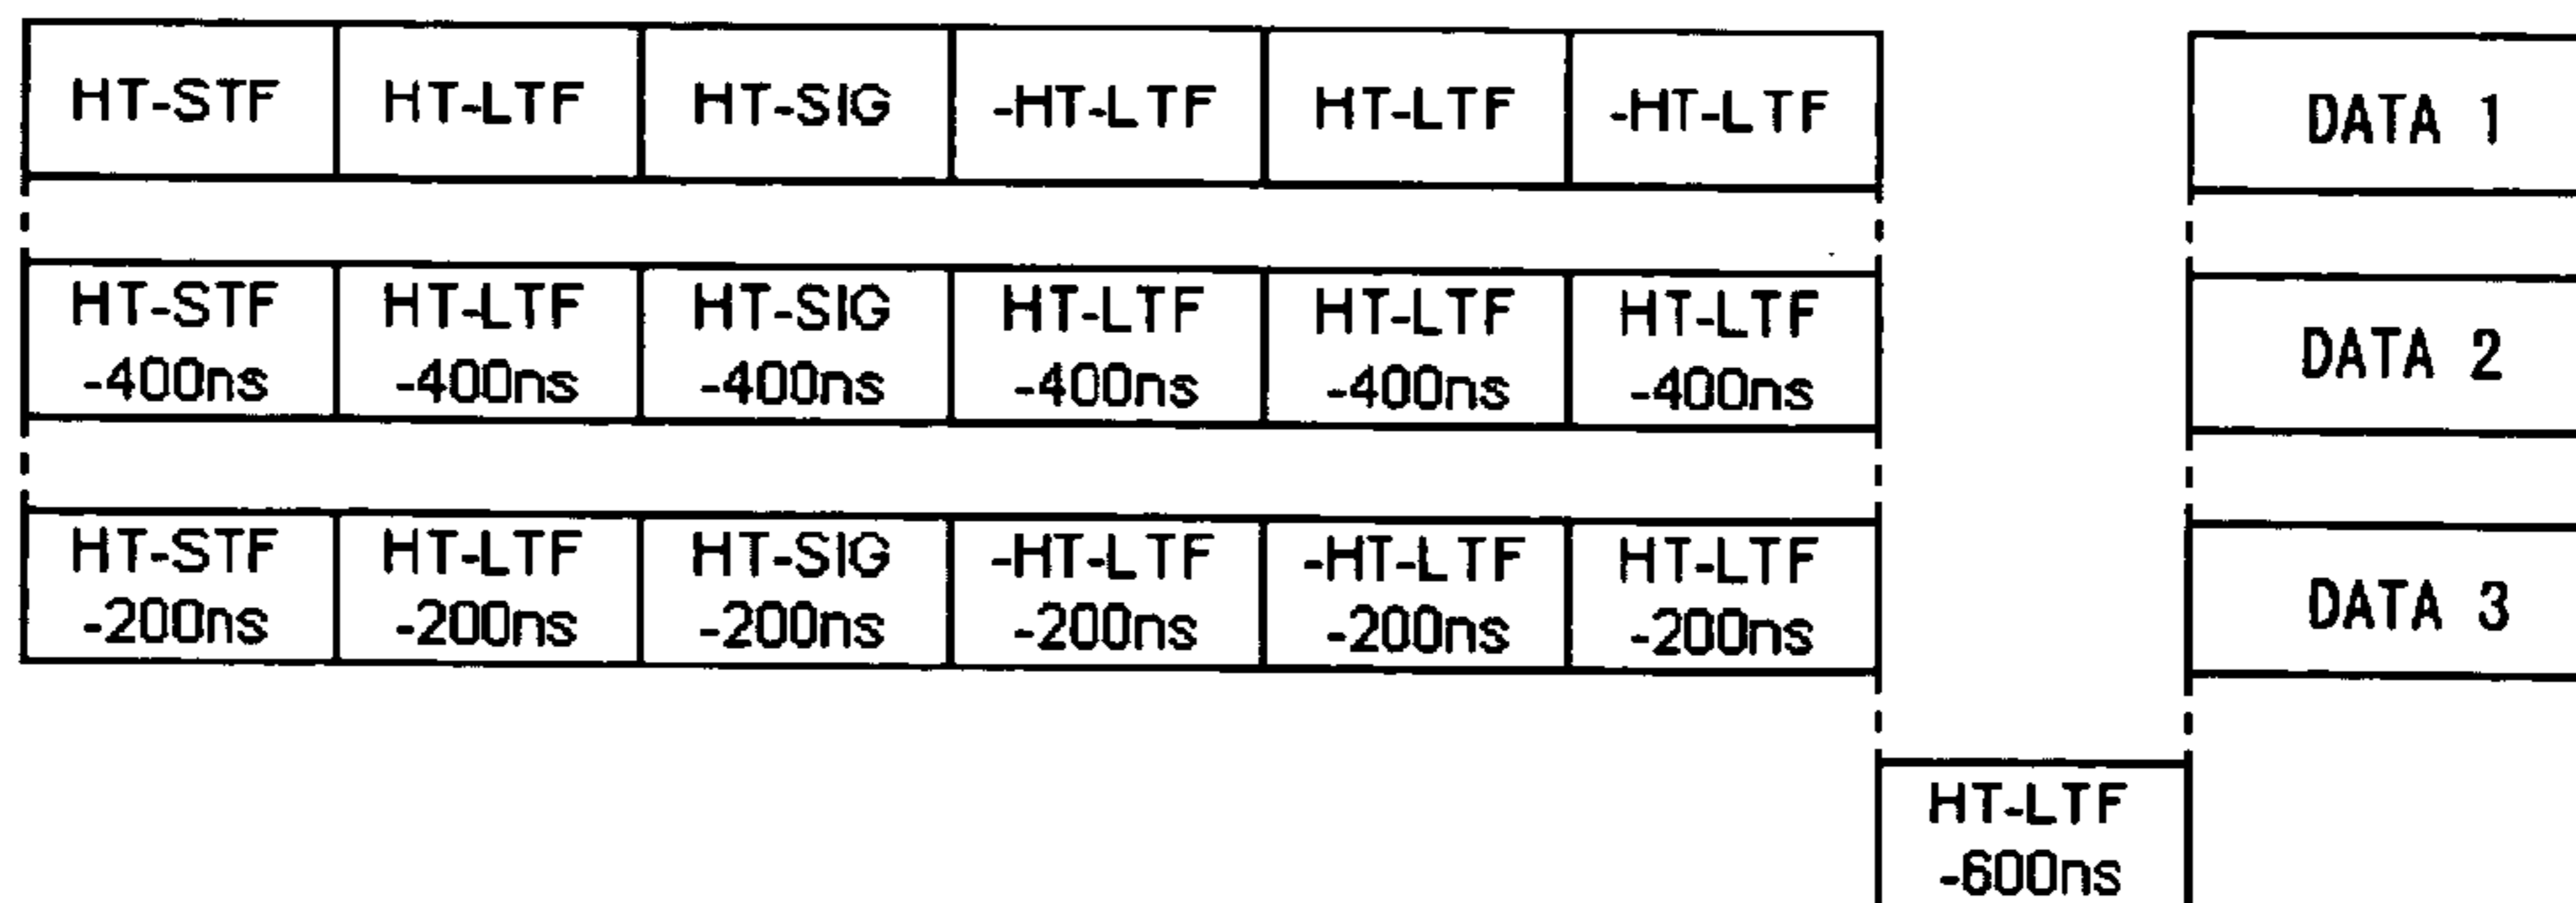 HT-STF HT-LTF HT-SIG -HT-LTF HT-LTF -HT-LTF DATA 1
HT-STF HT-LTF HT-SIG HT-LTF HT-LTF HT-LTF DATA 2
-400ns -400ns -400ns -400ns -400ns -400ns
HT-STF HT-LTF HT-SIG -HT-LTF -HT-LTF HT-LTF DATA 3
-200ns -200ns -200ns -200ns -200ns -200ns
HT-LTF
-600ns